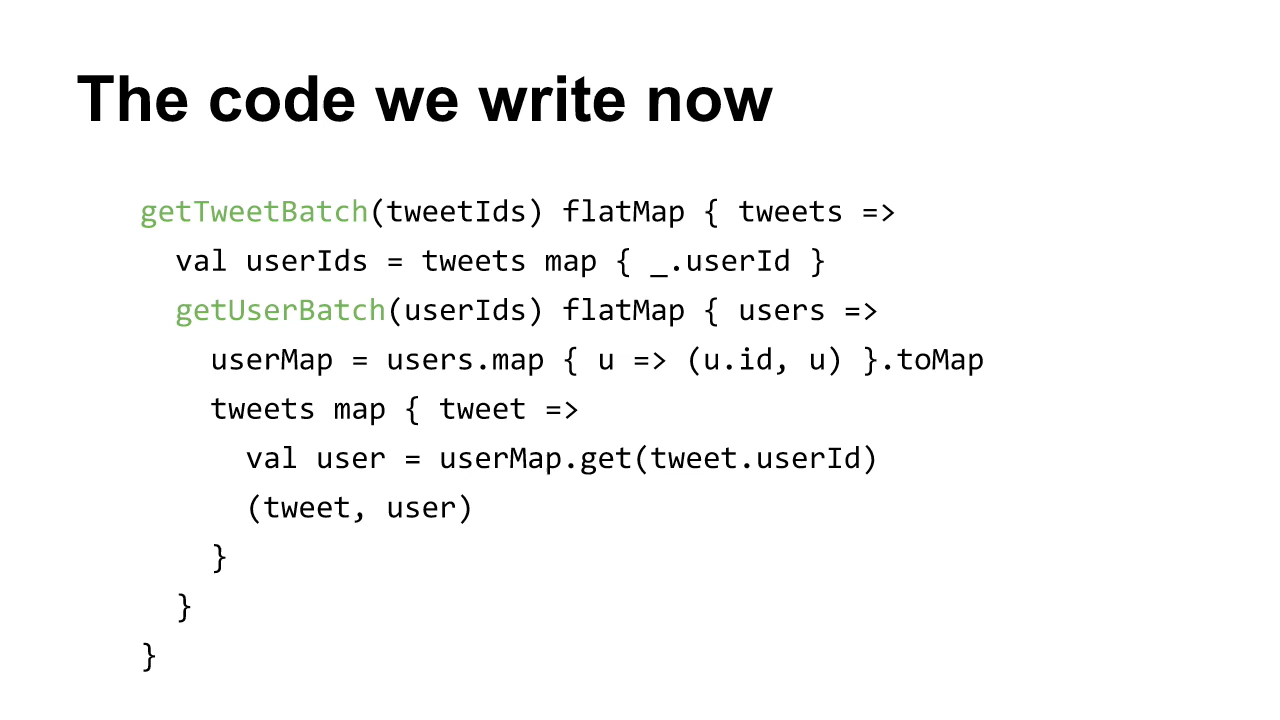 The code we write now
getTweetBatch(tweetIds) flatMap { tweets =>
  val userIds = tweets map { _.userId }
  getUserBatch(userIds) flatMap { users =>
    userMap = users.map { u => (u.id, u) }.toMap
    tweets map { tweet =>
      val user = userMap.get(tweet.userId)
      (tweet, user)
    }
  }
}